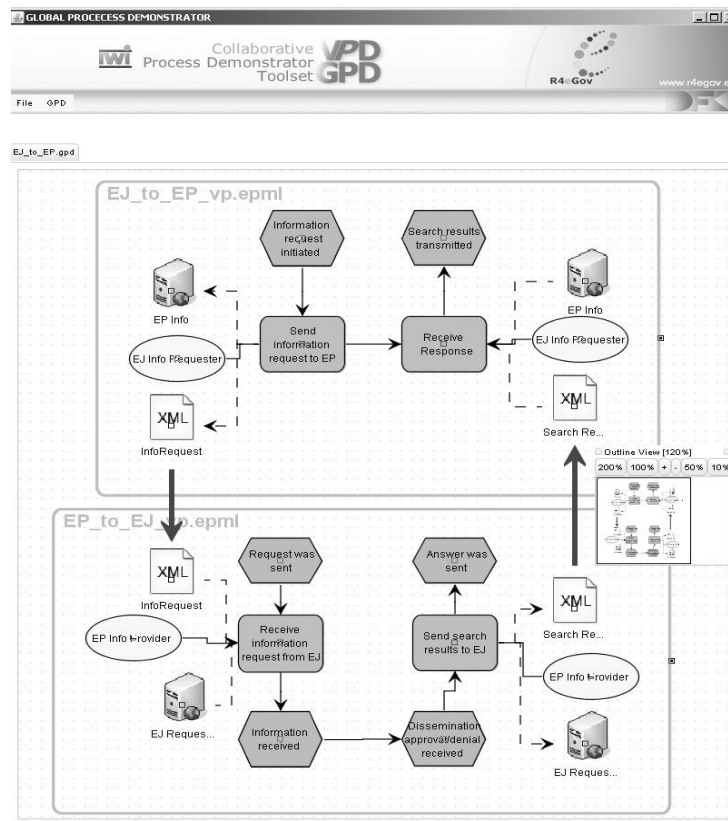 GLOBAL PROCECESS DEMONSTRATOR
iwi
Collaborative
Process Demonstrator
Toolset
VPD
GPD
R4eGov
www.r4egov.e
File GPD
DFK
EJ_to_EP.gpd
EJ_to_EP_vp.epml
Information
request
initiated
Search results
transmitted
EP Info
EP Info
Send
information
request to EP
Receive
Response
EJ Info Requester
EJ Info Requester
XML
InfoRequest
XML
Search Re...
Outline View [120%]
200% 100% + - 50% 10%
EP_to_EJ_vp.epml
Request was
sent
Answer was
sent
XML
InfoRequest
XML
Search Re...
EP Info Provider
Receive
information
request from EJ
Send search
results to EJ
EP Info Provider
EJ Reques...
Information
received
Dissemination
approval/denial
received
EJ Reques...